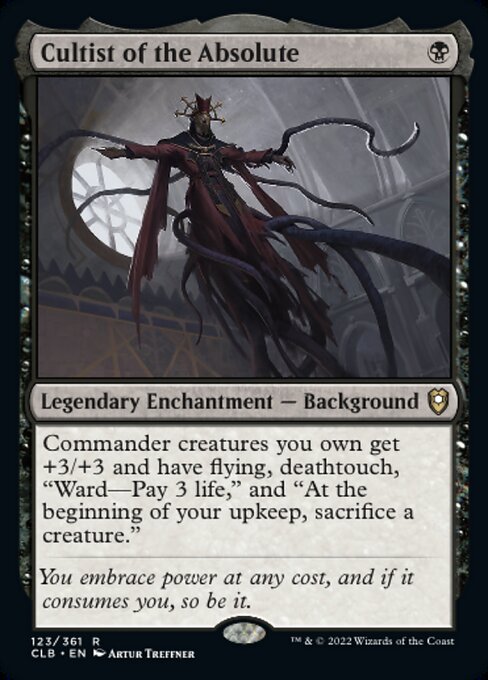 Cultist of the Absolute
Legendary Enchantment — Background
Commander creatures you own get
+3/+3 and have flying, deathtouch,
“Ward—Pay 3 life,” and “At the
beginning of your upkeep, sacrifice a
creature.”
You embrace power at any cost, and if it
consumes you, so be it.
123/361 R
CLB • EN Artur Treffner
™ & © 2022 Wizards of the Coast